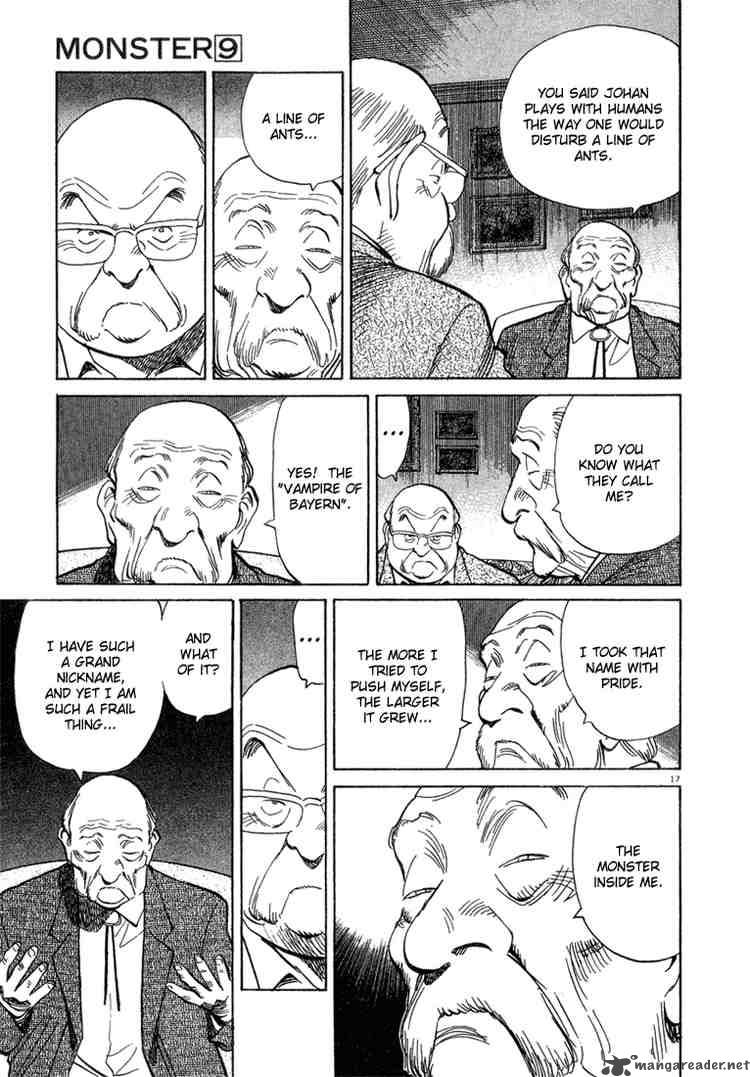 MONSTER 9
YOU SAID JOHAN
PLAYS WITH HUMANS
THE WAY ONE WOULD
DISTURB A LINE OF
ANTS.
A LINE OF
ANTS...
DO YOU
KNOW WHAT
THEY CALL
ME?
...
YES! THE
"VAMPIRE OF
BAYERN".
I TOOK THAT
NAME WITH
PRIDE.
THE MORE I
TRIED TO
PUSH MYSELF,
THE LARGER
IT GREW...
17
THE
MONSTER
INSIDE ME.
...
AND
WHAT
OF IT?
I HAVE SUCH
A GRAND
NICKNAME,
AND YET I AM
SUCH A FRAIL
THING...
mangareader.net